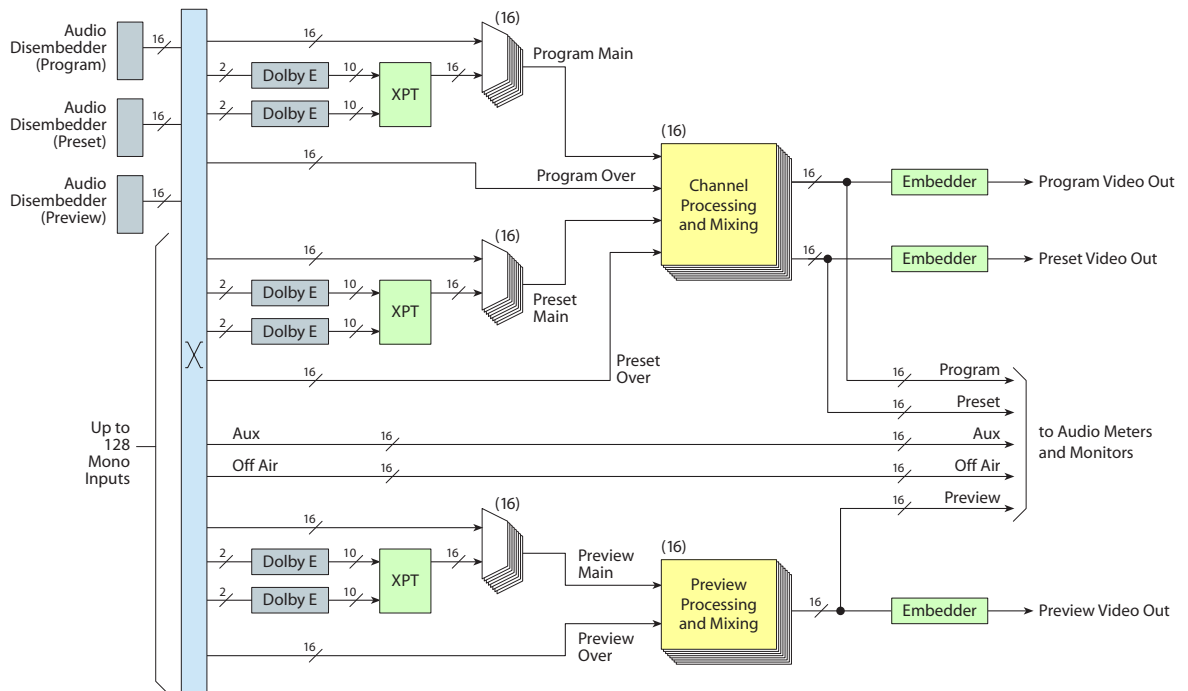 Audio
Disembedder
(Program)
16
Audio
Disembedder
(Preset)
16
Audio
Disembedder
(Preview)
16
Up to
128
Mono
Inputs
16
(16)
Program Main
2
Dolby E
10
XPT
16
2
Dolby E
10
16
Program Over
(16)
Channel
Processing
and Mixing
16
Embedder
Program Video Out
16
Embedder
Preset Video Out
16
(16)
Preset
Main
2
Dolby E
10
XPT
16
2
Dolby E
10
16
Preset
Over
16
Program
16
Preset
Aux
16
16
Aux
Off Air
16
16
Off Air
16
Preview
to Audio Meters
and Monitors
16
(16)
Preview
Main
2
Dolby E
10
XPT
16
2
Dolby E
10
16
Preview
Over
(16)
Preview
Processing
and Mixing
16
Embedder
Preview Video Out